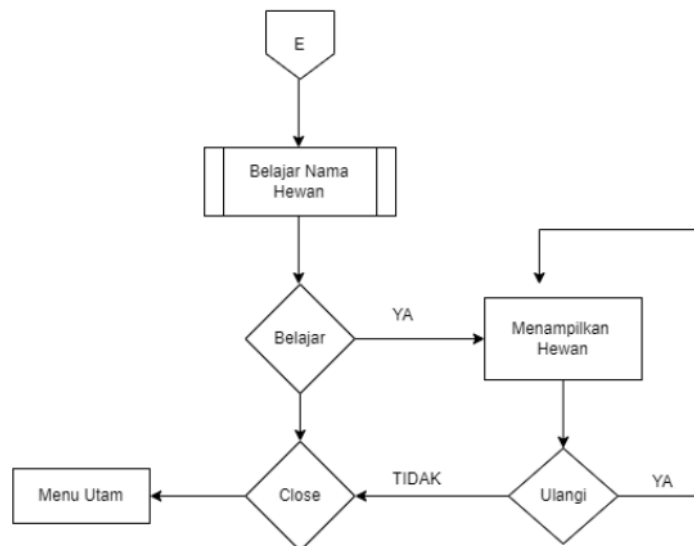 E
Belajar Nama
Hewan
Belajar
YA
Menampilkan
Hewan
Menu Utam
Close
TIDAK
Ulangi
YA